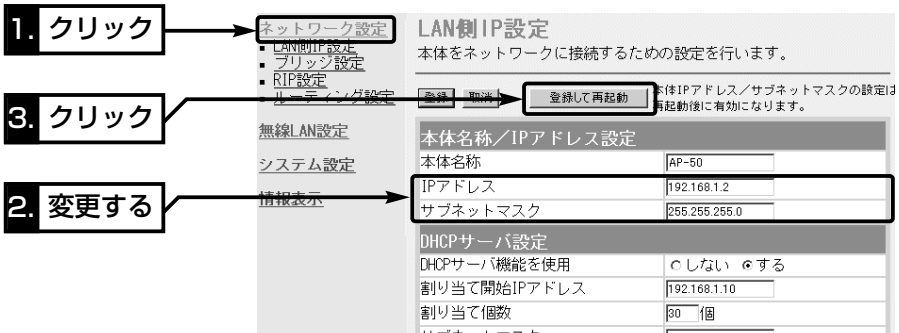 1. クリック
3. クリック
2. 変更する
ネットワーク設定
LAN側IP設定
ブリッジ設定
RIP設定
ルーティング設定
無線LAN設定
システム設定
情報表示
LAN側IP設定
本体をネットワークに接続するための設定を行います。
登録 取消 登録して再起動
本体IPアドレス／サブネットマスクの設定は
再起動後に有効になります。
本体名称／IPアドレス設定
本体名称 AP-50
IPアドレス 192.168.1.2
サブネットマスク 255.255.255.0
DHCPサーバ設定
DHCPサーバ機能を使用 しない する
割り当て開始IPアドレス 192.168.1.10
割り当て個数 30 個
サブネットマスク